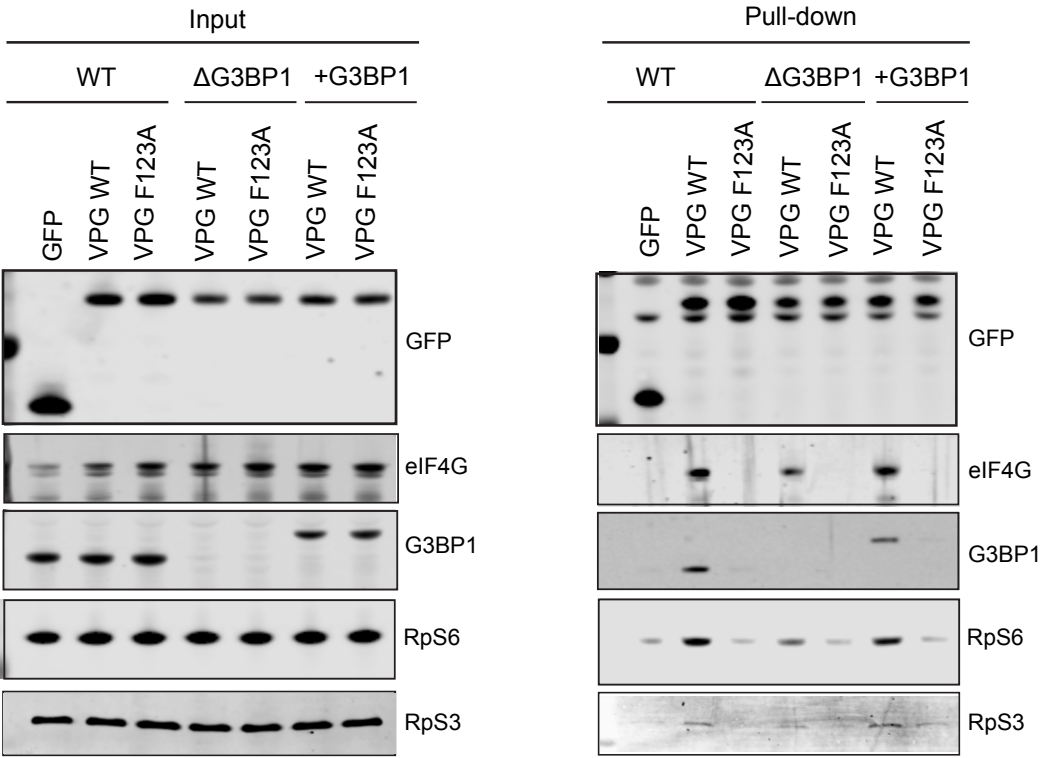 Input
WT ΔG3BP1 +G3BP1
GFP
VPG WT
VPG F123A
VPG WT
VPG F123A
VPG WT
VPG F123A
GFP
eIF4G
G3BP1
RpS6
RpS3
Pull-down
WT ΔG3BP1 +G3BP1
GFP
VPG WT
VPG F123A
VPG WT
VPG F123A
VPG WT
VPG F123A
GFP
eIF4G
G3BP1
RpS6
RpS3